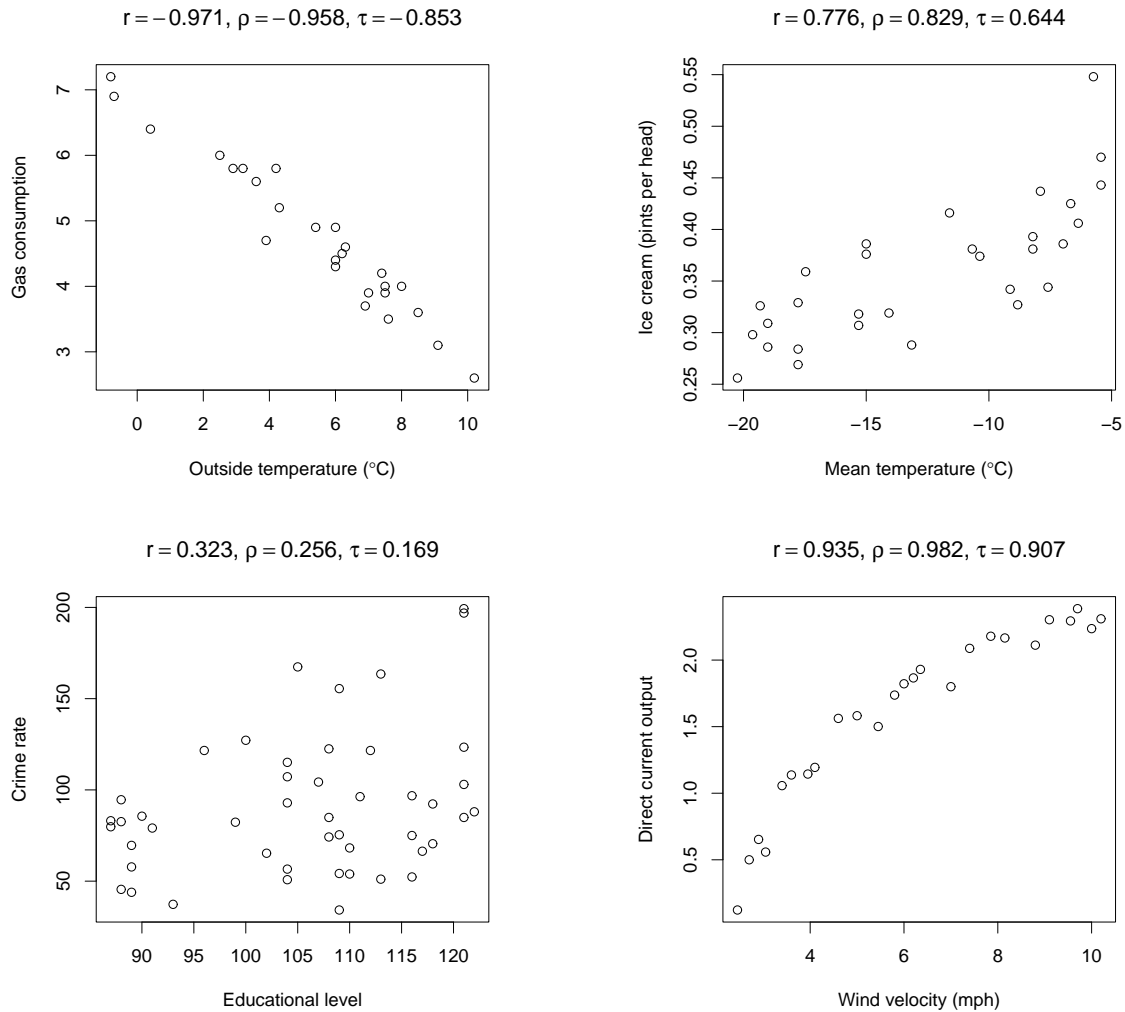 r = −0.971, ρ = −0.958, τ = −0.853
7
6
5
4
3
Gas consumption
0 2 4 6 8 10
Outside temperature (°C)
r = 0.776, ρ = 0.829, τ = 0.644
0.55
0.50
0.45
0.40
0.35
0.30
0.25
Ice cream (pints per head)
−20 −15 −10 −5
Mean temperature (°C)
r = 0.323, ρ = 0.256, τ = 0.169
200
150
100
50
Crime rate
90 95 100 105 110 115 120
Educational level
r = 0.935, ρ = 0.982, τ = 0.907
2.0
1.5
1.0
0.5
Direct current output
4 6 8 10
Wind velocity (mph)